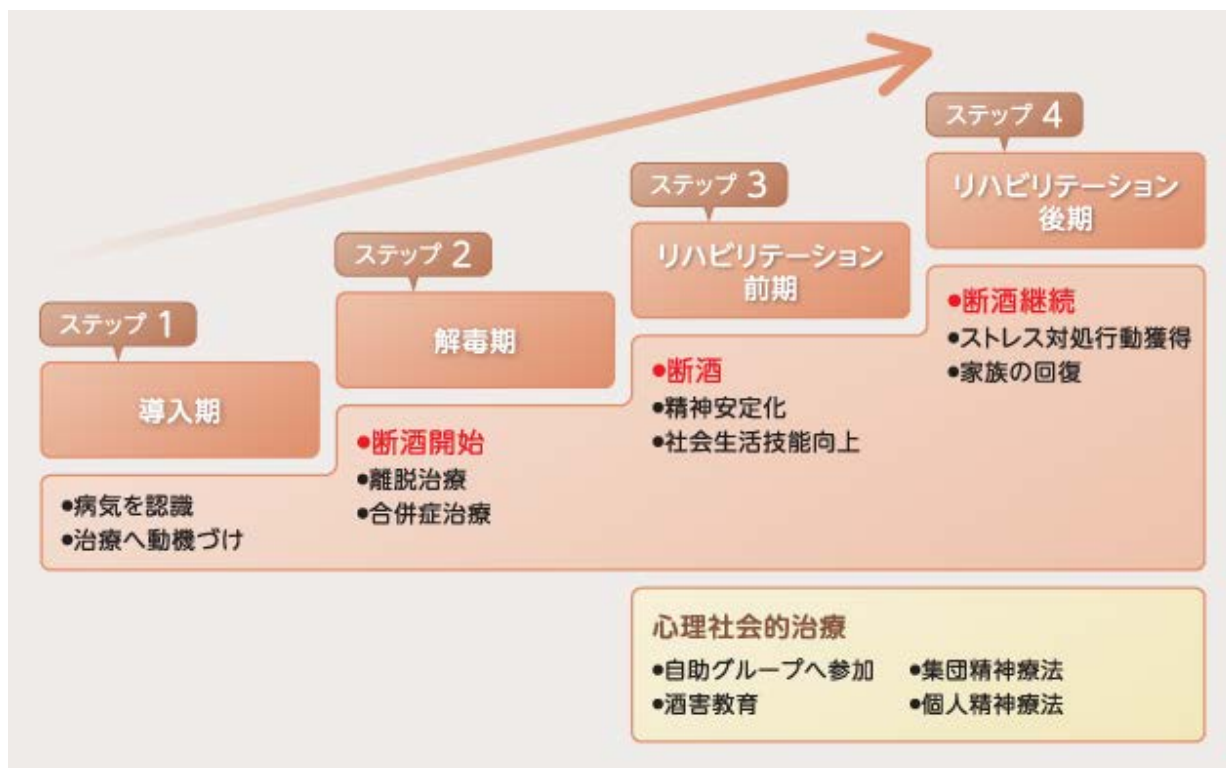 ステップ 1
導入期
●病気を認識
●治療へ動機づけ
ステップ 2
解毒期
●断酒開始
●離脱治療
●合併症治療
ステップ 3
リハビリテーション
前期
●断酒
●精神安定化
●社会生活技能向上
ステップ 4
リハビリテーション
後期
●断酒継続
●ストレス対処行動獲得
●家族の回復
心理社会的治療
●自助グループへ参加
●酒害教育
●集団精神療法
●個人精神療法